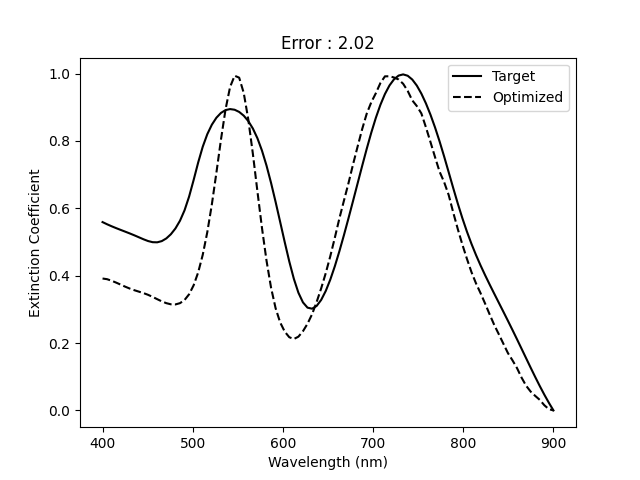 Error : 2.02
Target
Optimized
Extinction Coefficient
1.0
0.8
0.6
0.4
0.2
0.0
400 500 600 700 800 900
Wavelength (nm)